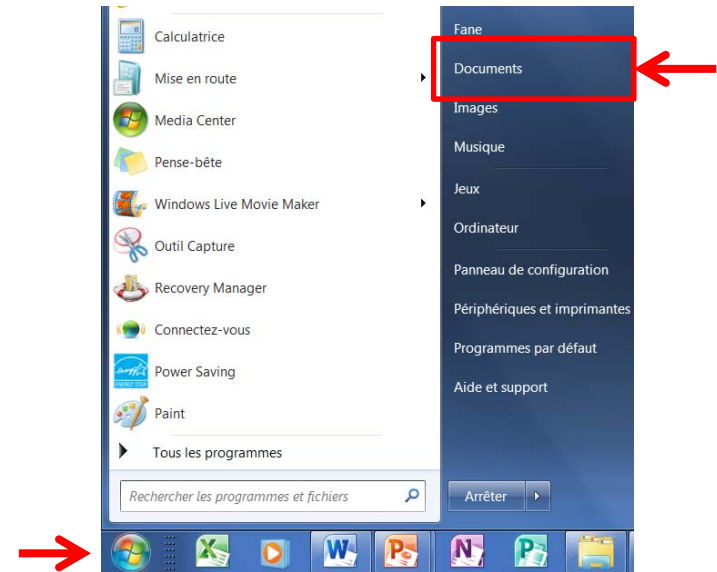 Calculatrice
Mise en route
Media Center
Pense-bête
Windows Live Movie Maker
Outil Capture
Recovery Manager
Connectez-vous
Power Saving
Paint
Tous les programmes
Rechercher les programmes et fichiers
Fane
Documents
Images
Musique
Jeux
Ordinateur
Panneau de configuration
Périphériques et imprimantes
Programmes par défaut
Aide et support
Arrêter